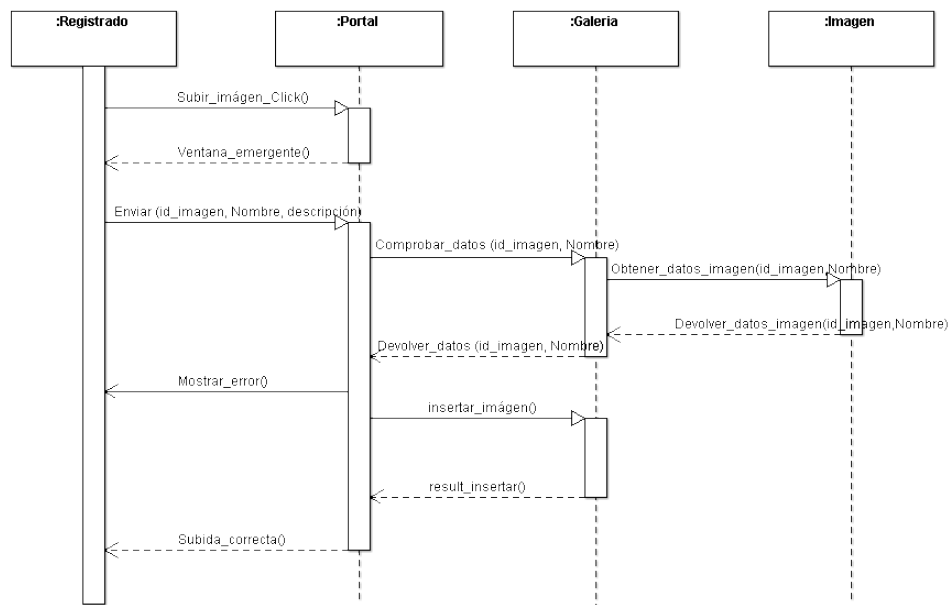 :Registrado
:Portal
:Galeria
:Imagen
Subir_imágen_Click()
Ventana_emergente()
Enviar (id_imagen, Nombre, descripción)
Comprobar_datos (id_imagen, Nombre)
Obtener_datos_imagen(id_imagen,Nombre)
Devolver_datos_imagen(id_imagen,Nombre)
Devolver_datos (id_imagen, Nombre)
Mostrar_error()
insertar_imágen()
result_insertar()
Subida_correcta()